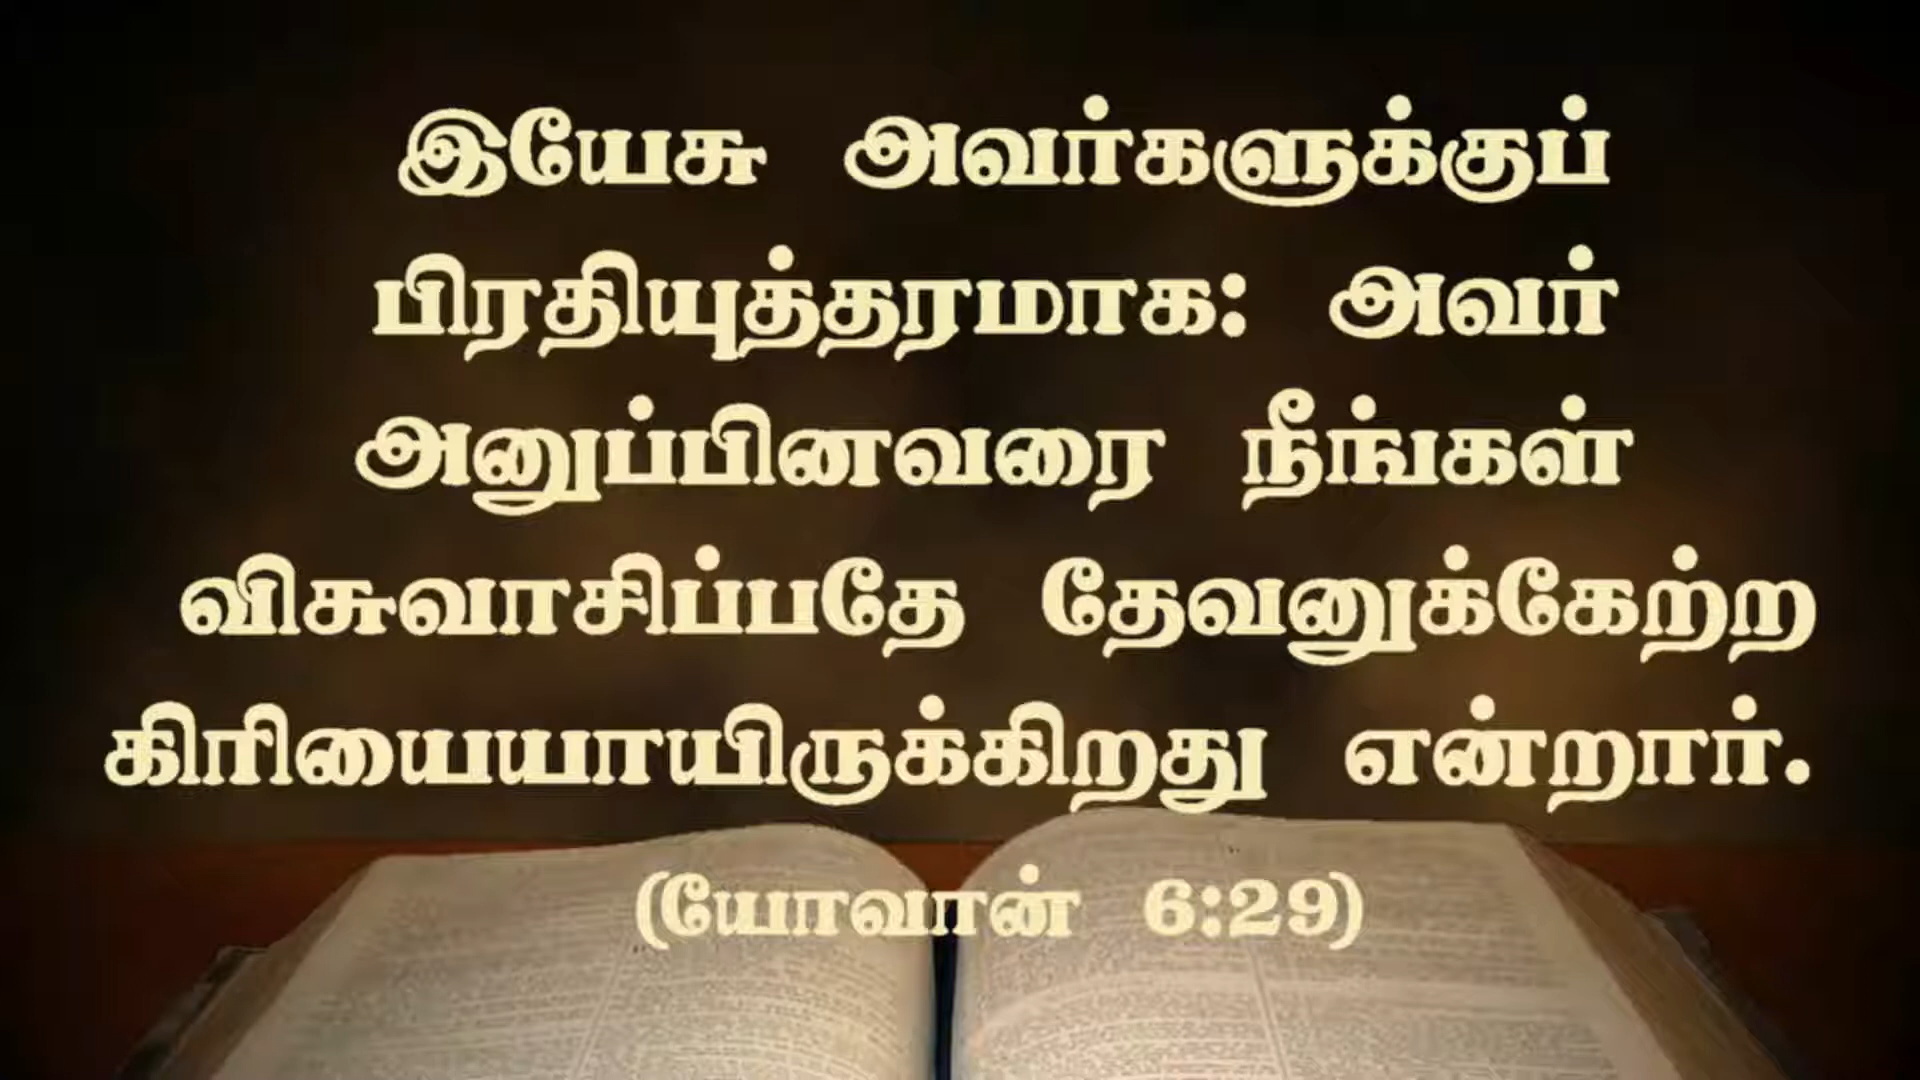 இயேசு அவர்களுக்குப்
பிரதியுத்தரமாக: அவர்
அனுப்பினவரை நீங்கள்
விசுவாசிப்பதே தேவனுக்கேற்ற
கிரியையாயிருக்கிறது என்றார்.
(யோவான் 6:29)